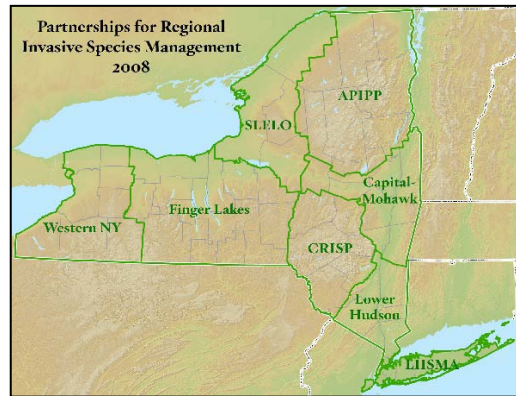 Partnerships for Regional
Invasive Species Management
2008
APIPP
SLELO
Capital-
Mohawk
Finger Lakes
Western NY
CRISP
Lower
Hudson
LIISMA